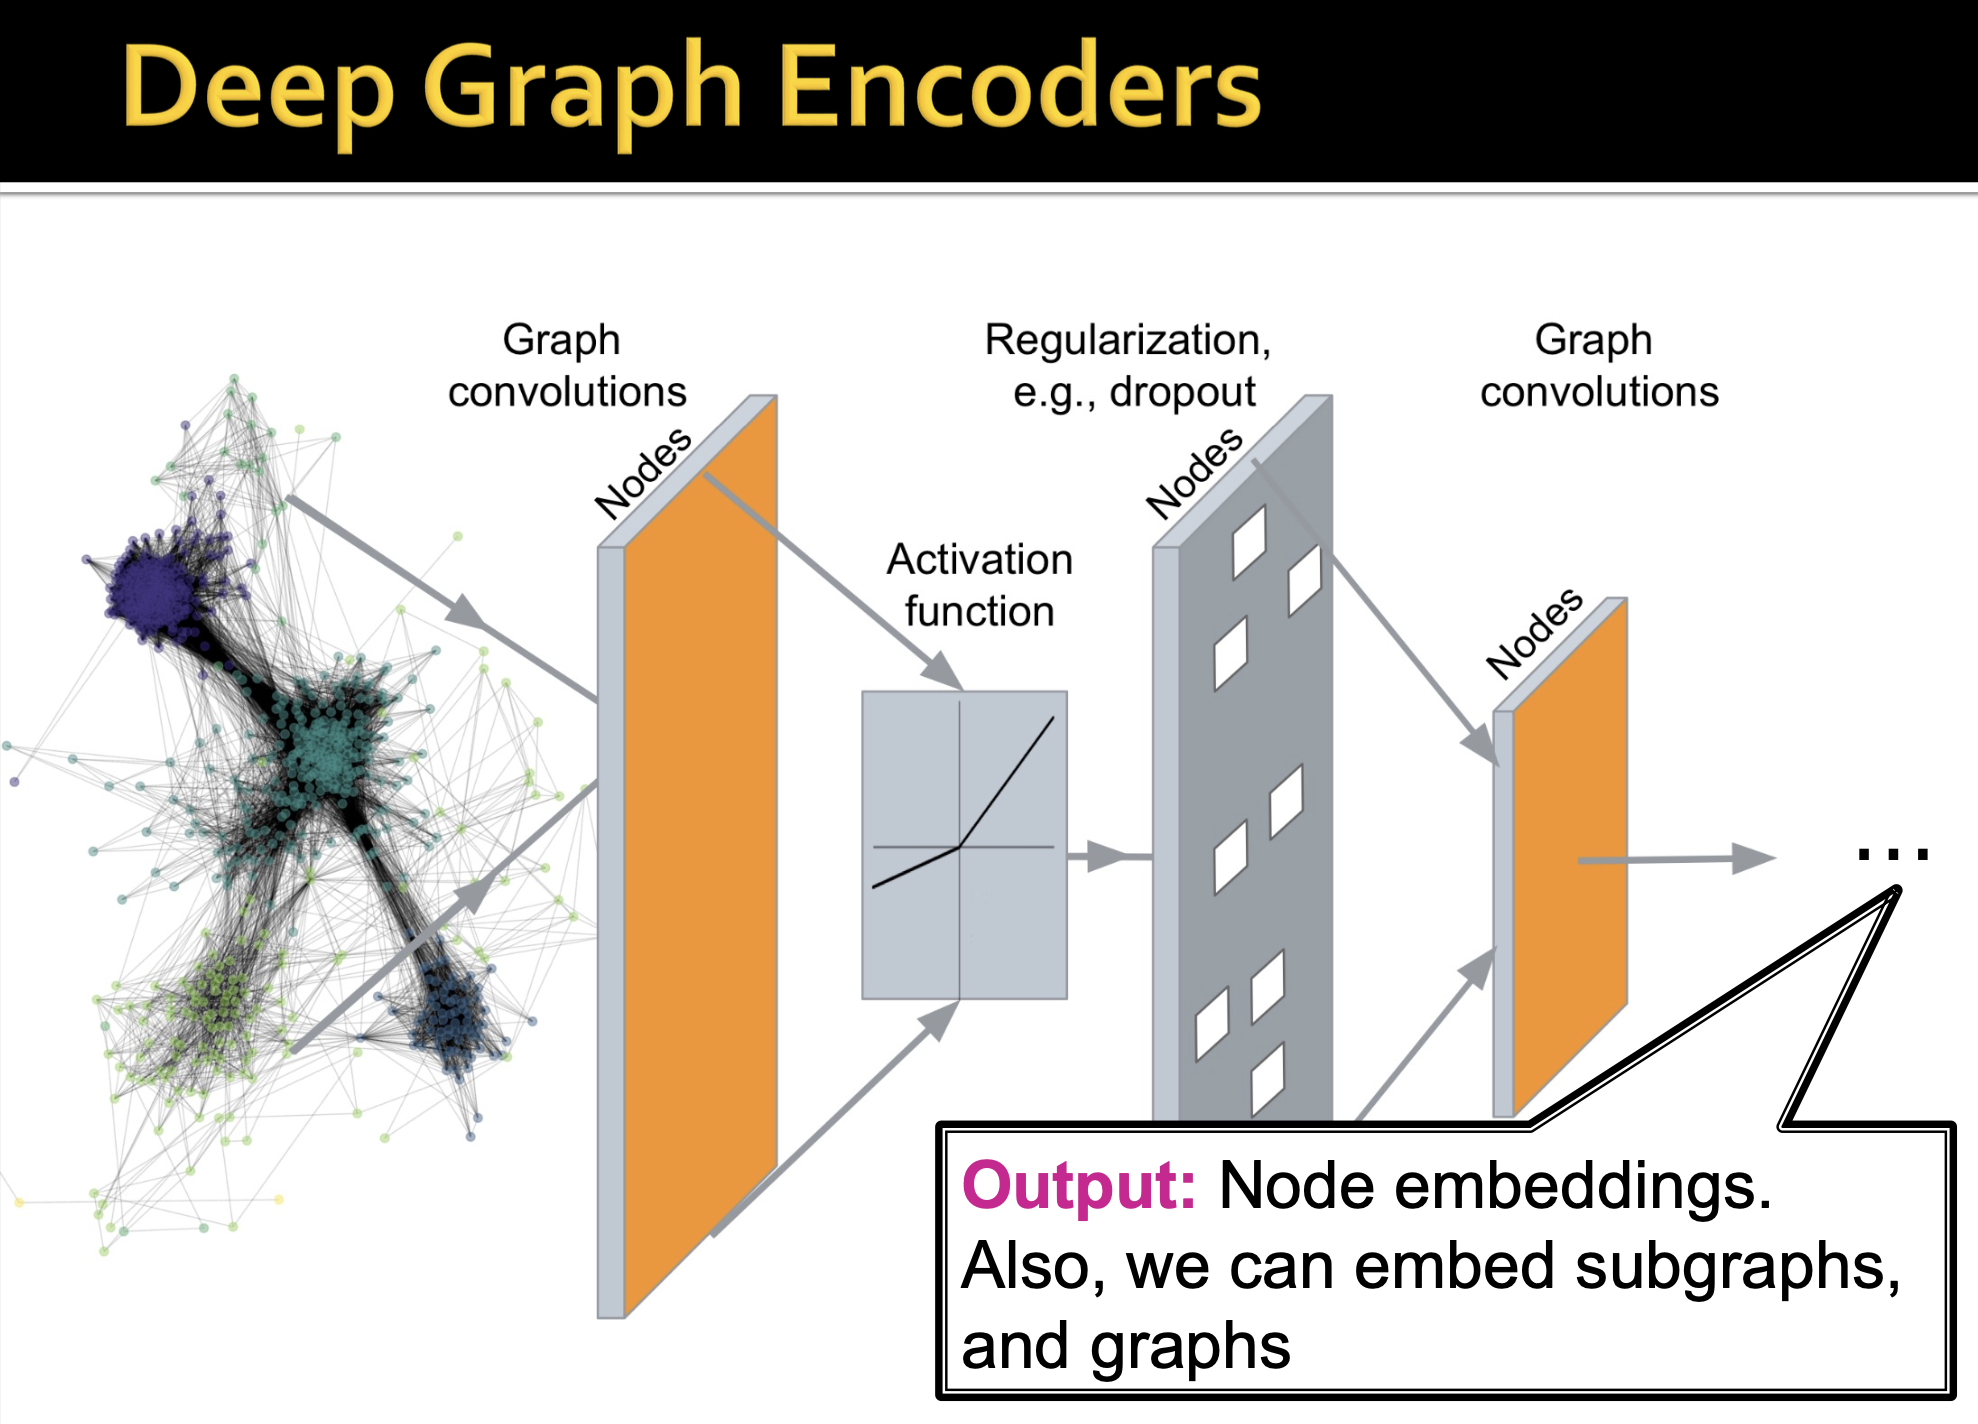 Deep Graph Encoders
Graph
convolutions
Nodes
Activation
function
Regularization,
e.g., dropout
Nodes
Graph
convolutions
Nodes
...
Output: Node embeddings.
Also, we can embed subgraphs,
and graphs